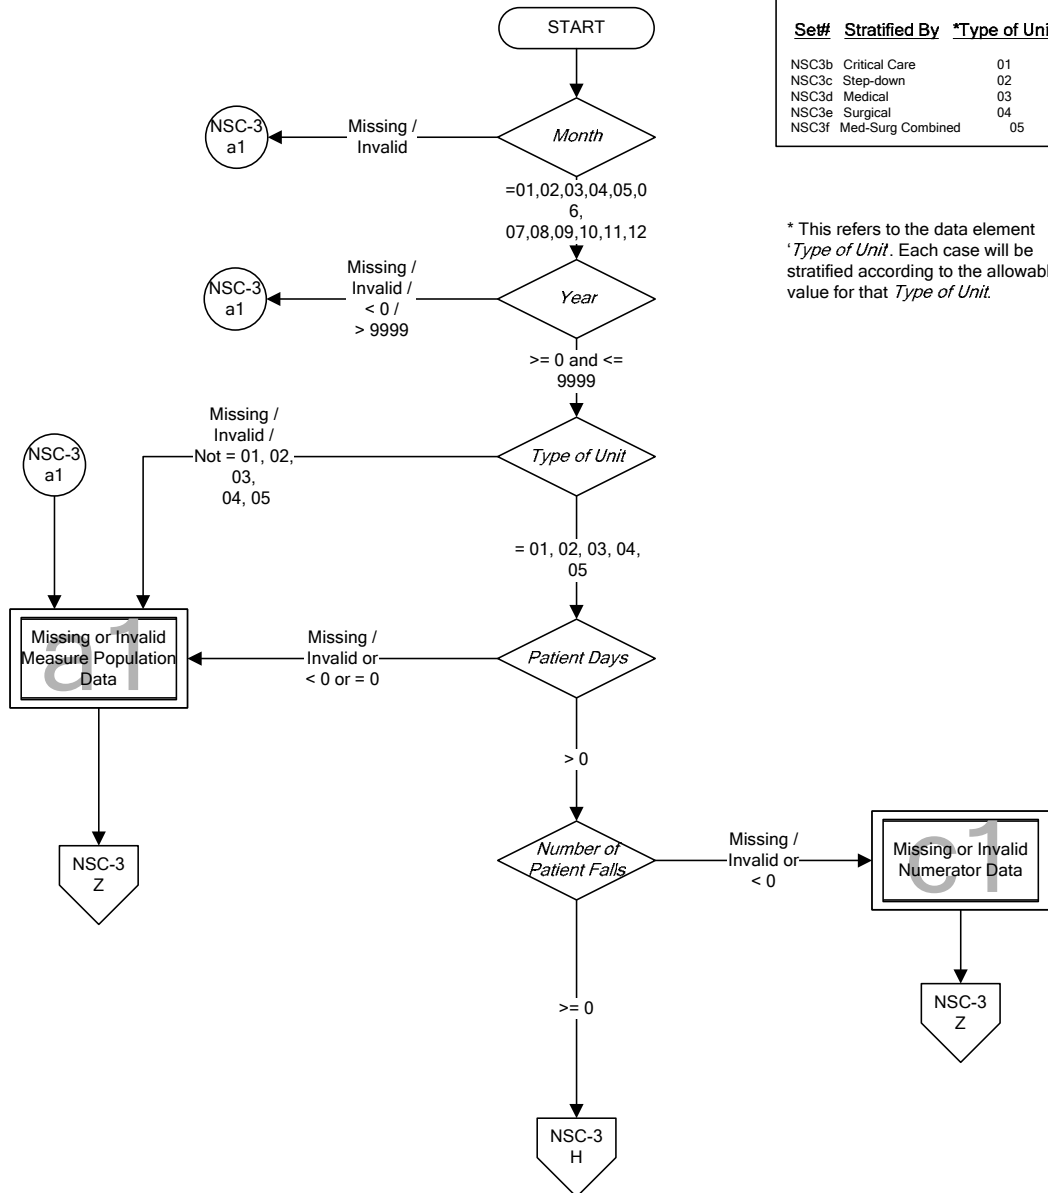 START
Set# Stratified By *Type of Uni
NSC3b Critical Care 01
NSC3c Step-down 02
NSC3d Medical 03
NSC3e Surgical 04
NSC3f Med-Surg Combined 05
NSC-3
a1
Missing /
Invalid
Month
=01,02,03,04,05,0
6,
07,08,09,10,11,12
* This refers to the data element
‘Type of Unit’. Each case will be
stratified according to the allowabl
value for that Type of Unit.
NSC-3
a1
Missing /
Invalid /
< 0 /
> 9999
Year
>= 0 and <=
9999
NSC-3
a1
Missing /
Invalid /
Not = 01, 02,
03,
04, 05
Type of Unit
= 01, 02, 03, 04,
05
a1
Missing or Invalid
Measure Population
Data
Missing /
Invalid or
< 0 or = 0
Patient Days
> 0
NSC-3
Z
Number of
Patient Falls
Missing /
Invalid or
< 0
c1
Missing or Invalid
Numerator Data
>= 0
NSC-3
Z
NSC-3
H